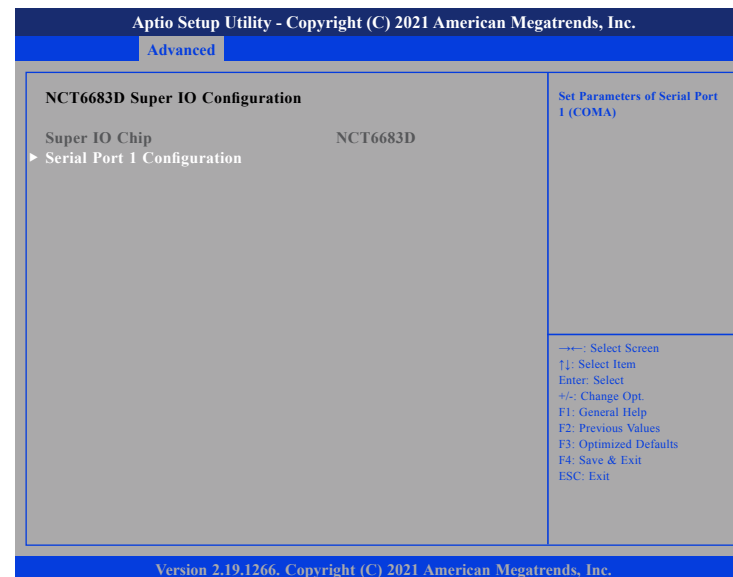 Aptio Setup Utility - Copyright (C) 2021 American Megatrends, Inc.
Advanced
NCT6683D Super IO Configuration
Super IO Chip NCT6683D
► Serial Port 1 Configuration
Set Parameters of Serial Port
1 (COMA)
→←: Select Screen
↑↓: Select Item
Enter: Select
+/-: Change Opt.
F1: General Help
F2: Previous Values
F3: Optimized Defaults
F4: Save & Exit
ESC: Exit
Version 2.19.1266. Copyright (C) 2021 American Megatrends, Inc.